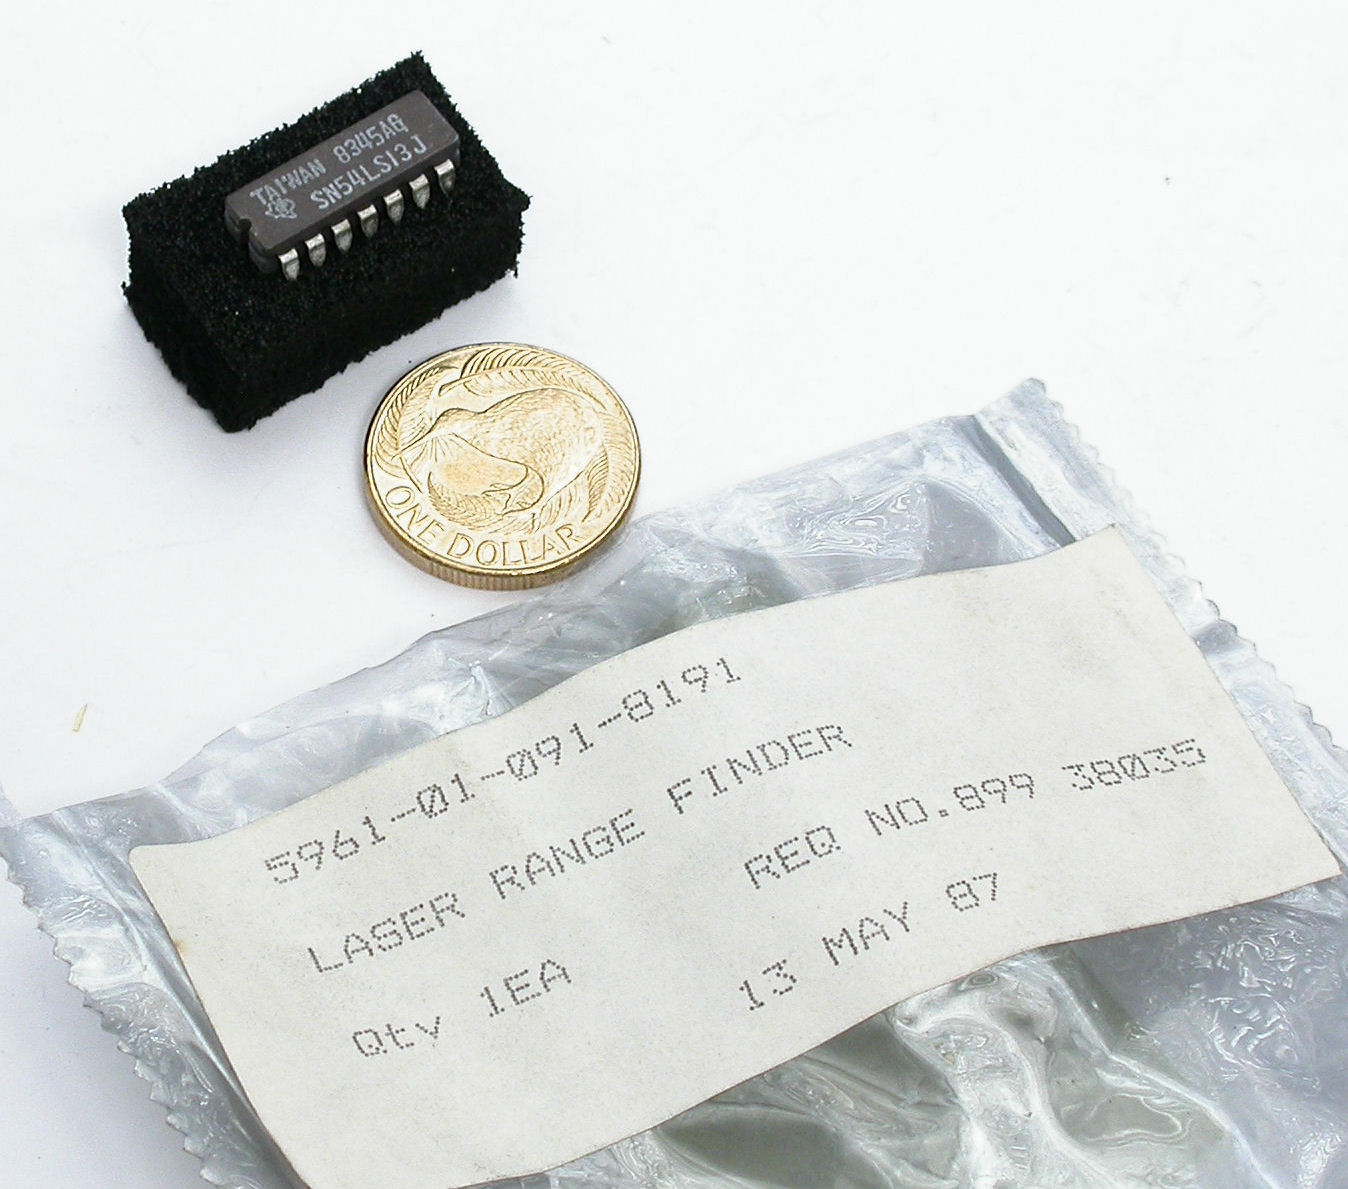 TAIWAN 8345AG
SN54LS13J
ONE DOLLAR
5961-01-091-8191
LASER RANGE FINDER
Qty 1EA REQ NO.899 38035
13 MAY 87